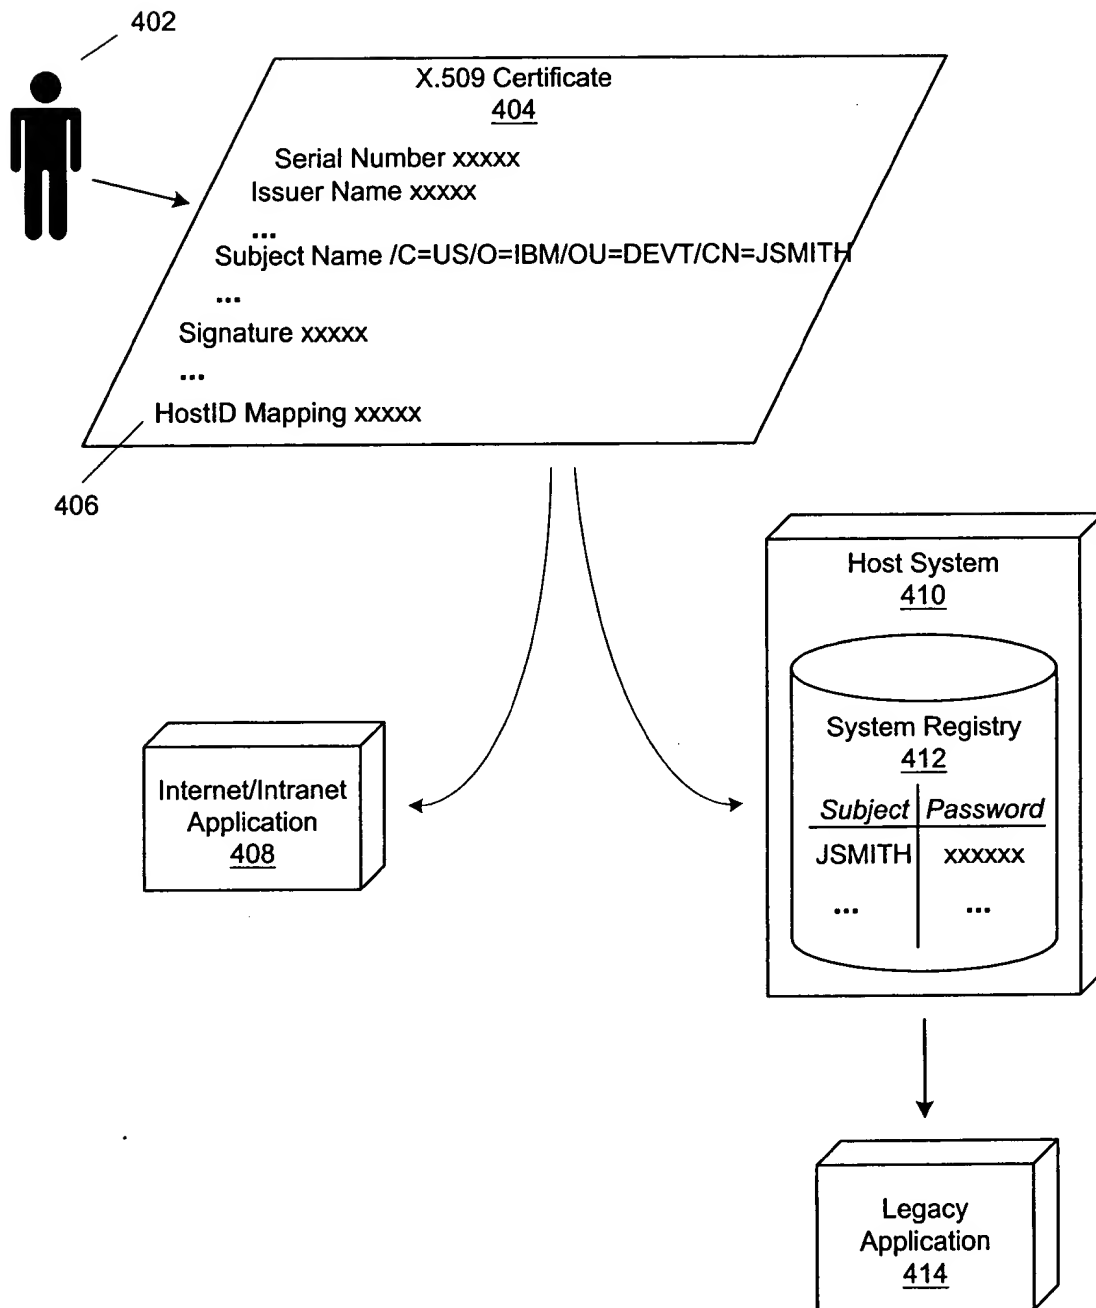 402
X.509 Certificate
404
Serial Number xxxxx
Issuer Name xxxxx
...
Subject Name /C=US/O=IBM/OU=DEVT/CN=JSMITH
...
Signature xxxxx
...
HostID Mapping xxxxx
406
Host System
410
System Registry
412
Subject Password
JSMITH xxxxxx
... ...
Internet/Intranet
Application
408
Legacy
Application
414